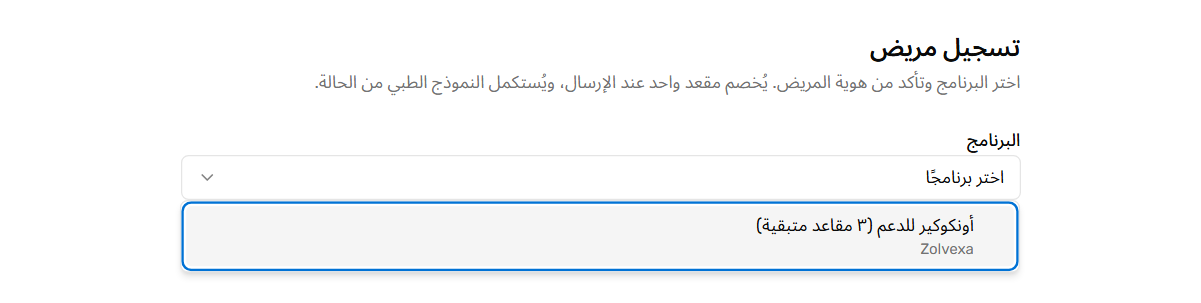 تسجيل مريض
اختر البرنامج وتأكد من هوية المريض. يُخصم مقعد واحد عند الإرسال، ويُستكمل النموذج الطبي من الحالة.
البرنامج
اختر برنامجًا
أونكوكير للدعم (٣ مقاعد متبقية)
Zolvexa